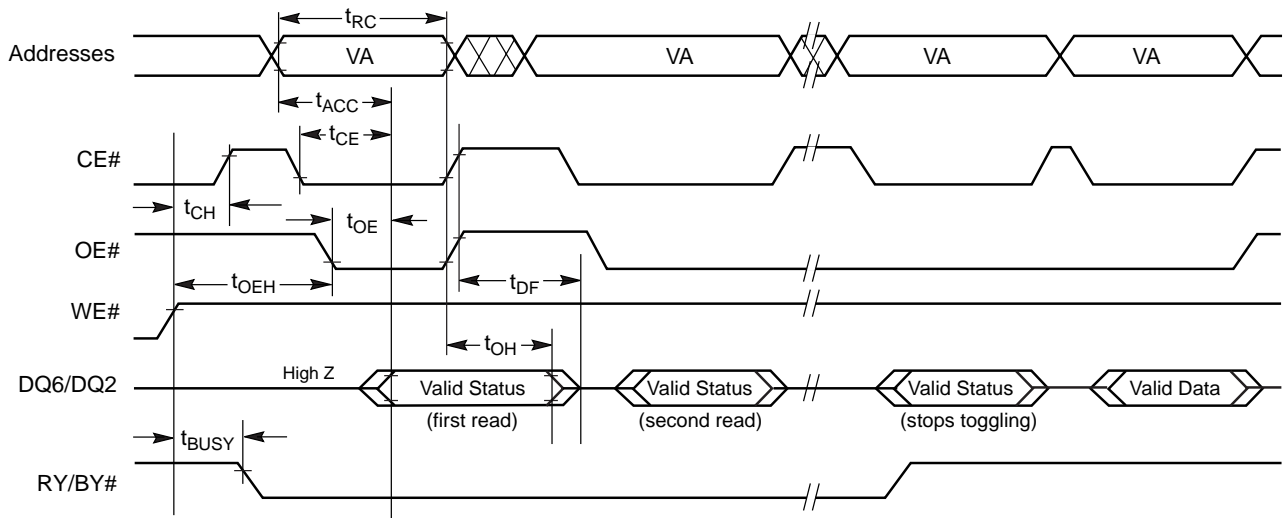 tRC
Addresses VA VA VA VA
tACC
tCE
CE#
tCH
tOE
OE#
tOEH
tDF
WE#
tOH
DQ6/DQ2 High Z Valid Status Valid Status Valid Status Valid Data
(first read) (second read) (stops toggling)
tBUSY
RY/BY#